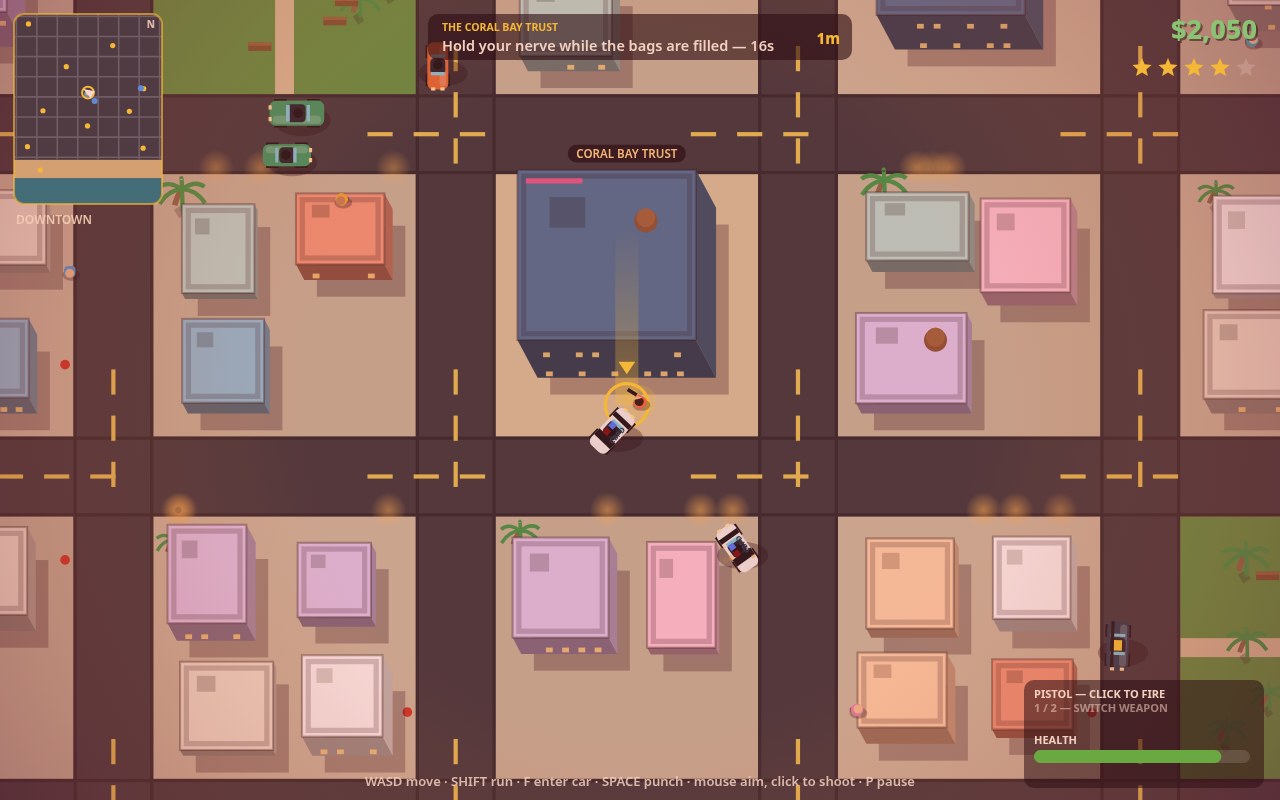 N
THE CORAL BAY TRUST
Hold your nerve while the bags are filled — 16s
1m
$2,050
CORAL BAY TRUST
DOWNTOWN
PISTOL — CLICK TO FIRE
1 / 2 — SWITCH WEAPON
HEALTH
WASD move · SHIFT run · F enter car · SPACE punch · mouse aim, click to shoot · P pause